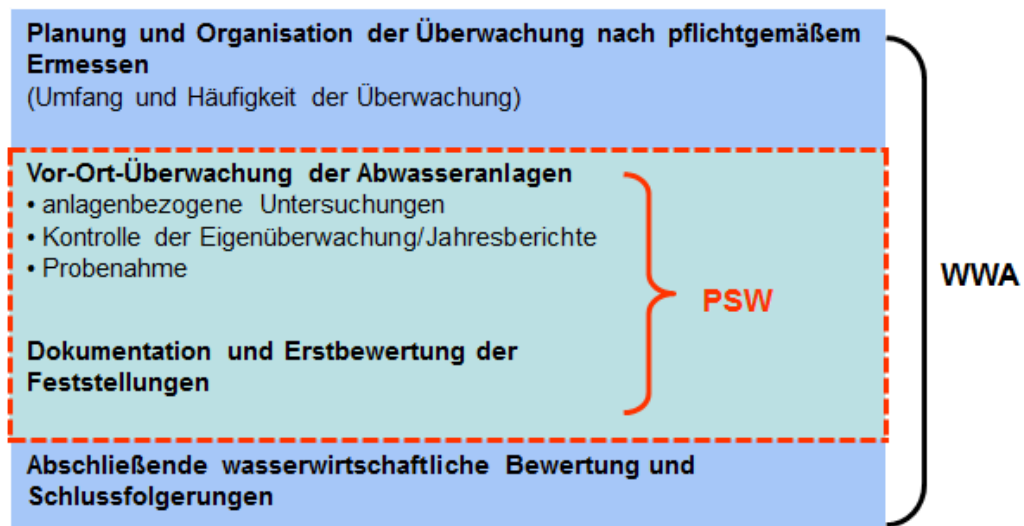 Planung und Organisation der Überwachung nach pflichtgemäßem
Ermessen
(Umfang und Häufigkeit der Überwachung)
Vor-Ort-Überwachung der Abwasseranlagen
• anlagenbezogene Untersuchungen
• Kontrolle der Eigenüberwachung/Jahresberichte
• Probenahme
PSW
WWA
Dokumentation und Erstbewertung der
Feststellungen
Abschließende wasserwirtschaftliche Bewertung und
Schlussfolgerungen